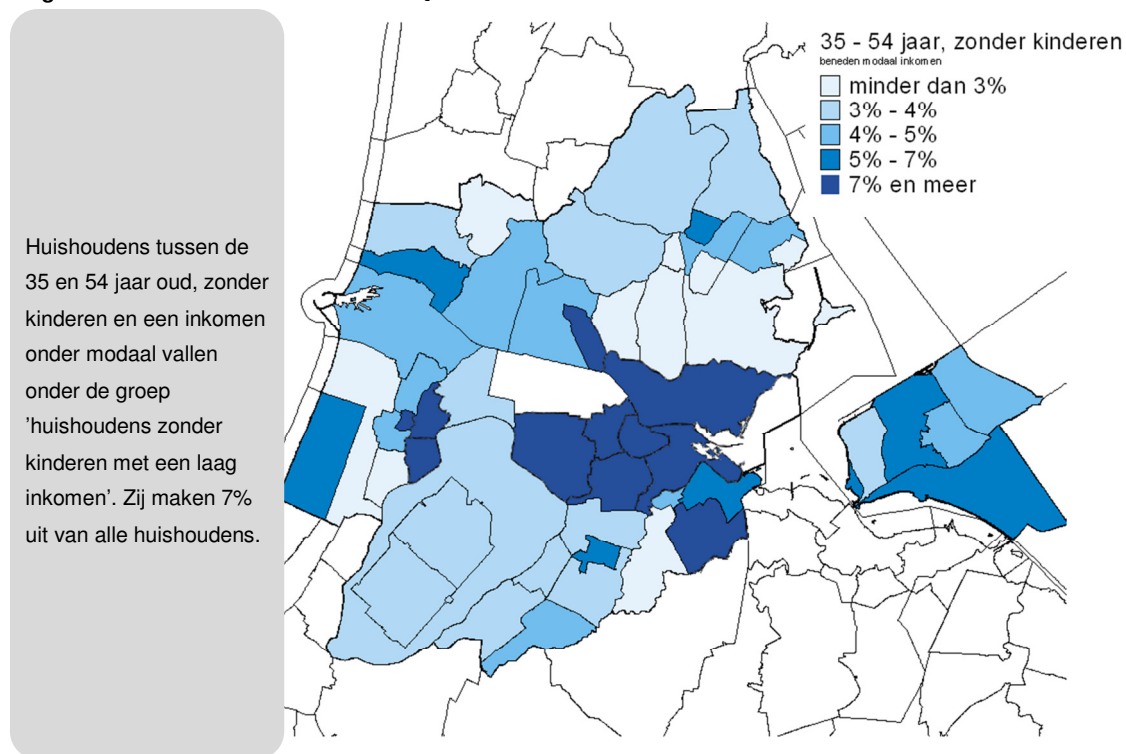 Huishoudens tussen de
35 en 54 jaar oud, zonder
kinderen en een inkomen
onder modaal vallen
onder de groep
'huishoudens zonder
kinderen met een laag
inkomen'. Zij maken 7%
uit van alle huishoudens.
35 - 54 jaar, zonder kinderen
beneden modaal inkomen
minder dan 3%
3% - 4%
4% - 5%
5% - 7%
7% en meer